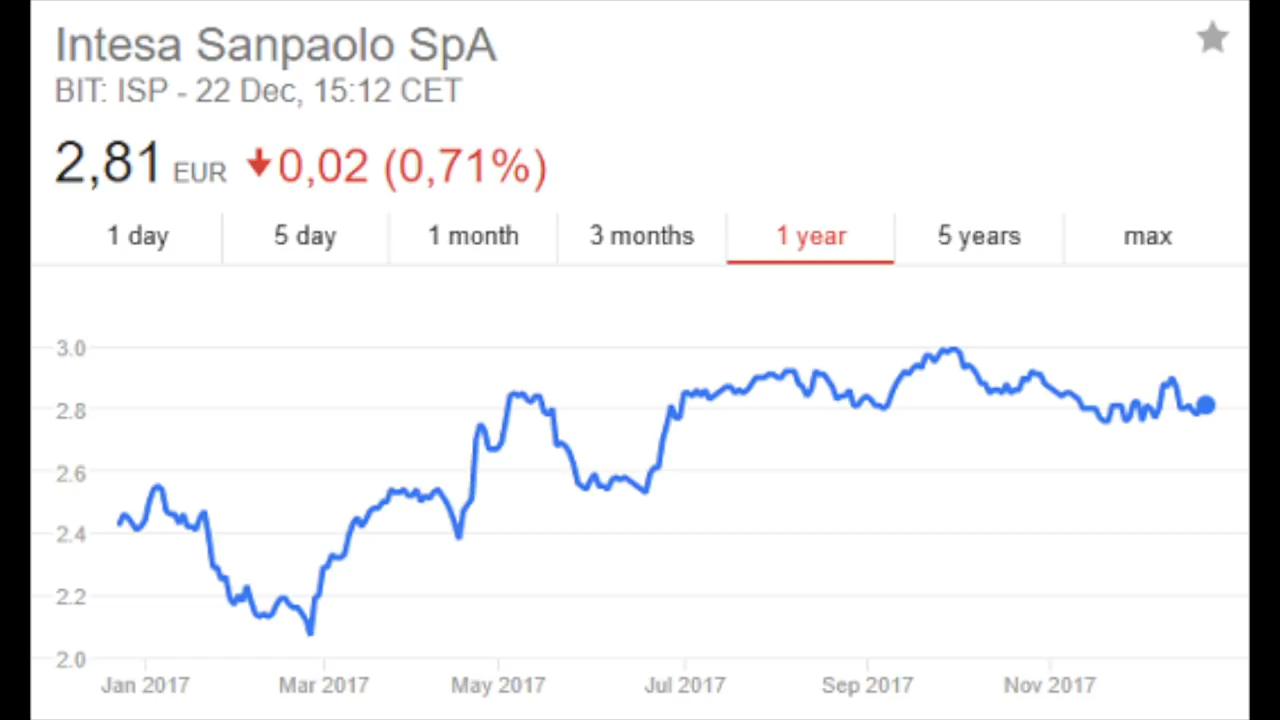 Intesa Sanpaolo SpA
BIT: ISP - 22 Dec, 15:12 CET
2,81 EUR 0,02 (0,71%)
1 day 5 day 1 month 3 months 1 year 5 years max
3.0
2.8
2.6
2.4
2.2
2.0
Jan 2017 Mar 2017 May 2017 Jul 2017 Sep 2017 Nov 2017